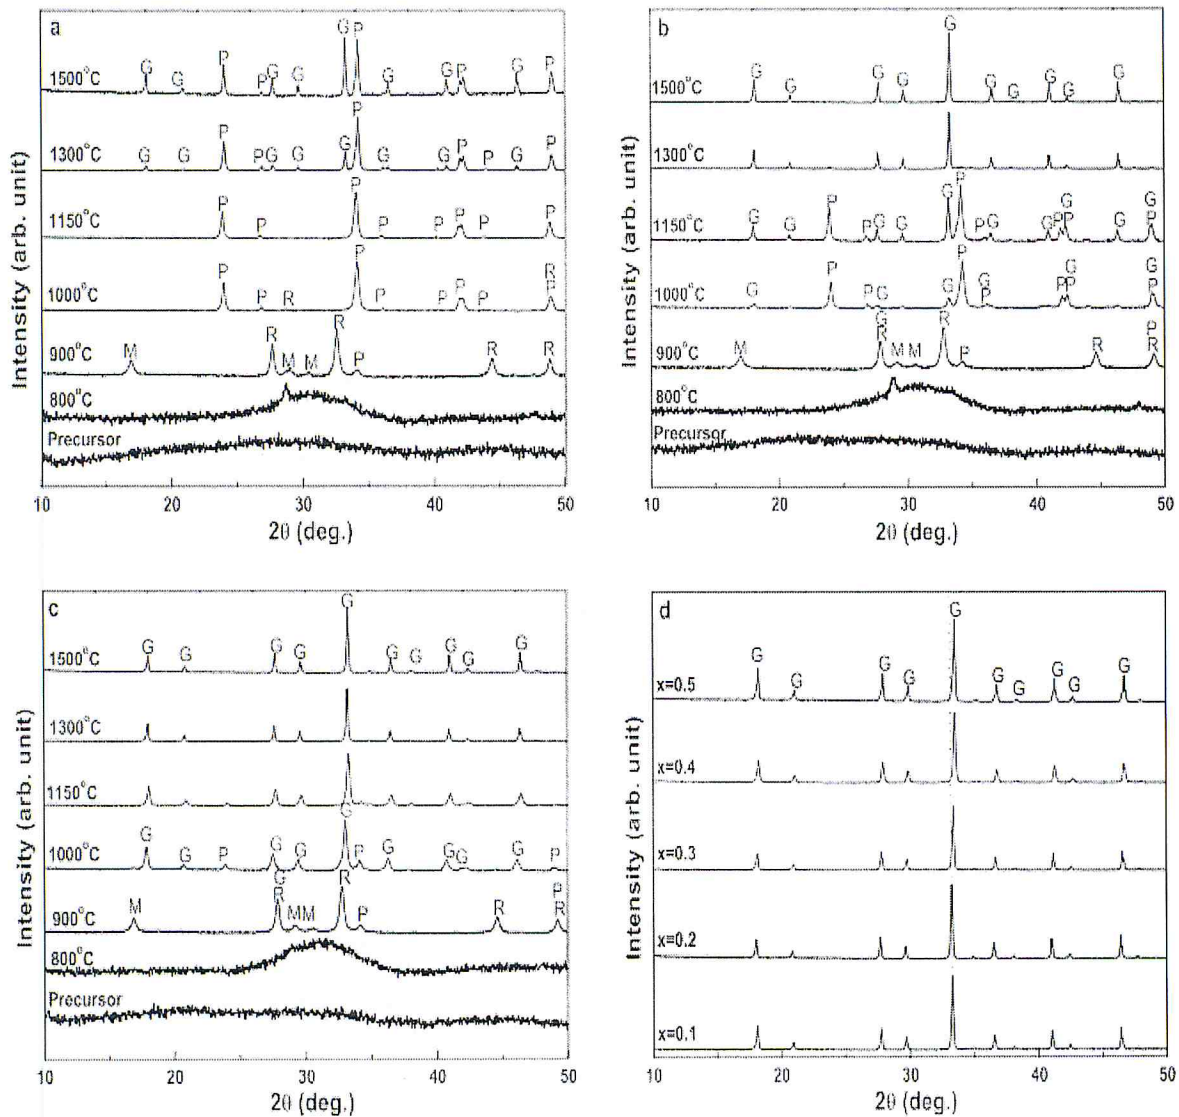 a
G P
1500°C G G P P G G G G P G P
P
1300°C G G P P G G G G G P P G P
P
1150°C P P P P P P P
P
1000°C P P R P P P P R P
900°C M R M M R P R R
800°C
Precursor
Intensity (arb. unit)
10 20 30 40 50
2θ (deg.)
b
G
1500°C G G G G G G G G G
1300°C
1150°C G G P P G G G P P G G P G P G G P
1000°C G P P G G P G P P G P G P
900°C M G R M M R P R P R
800°C
Precursor
Intensity (arb. unit)
10 20 30 40 50
2θ (deg.)
c
G
1500°C G G G G G G G G G
1300°C
1150°C
G
1000°C G G P G G P G G G G P
900°C M G R M M R P R P R
800°C
Precursor
Intensity (arb. unit)
10 20 30 40 50
2θ (deg.)
d
G
x=0.5 G G G G G G G G G
x=0.4
x=0.3
x=0.2
x=0.1
Intensity (arb. unit)
10 20 30 40 50
2θ (deg.)